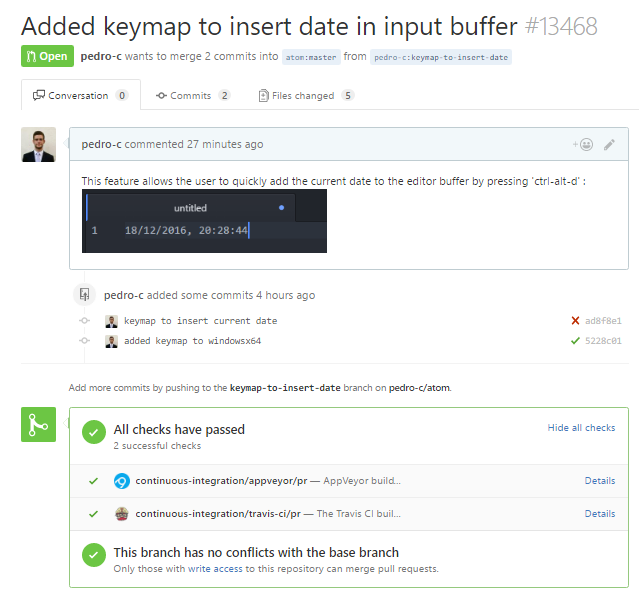 Added keymap to insert date in input buffer #13468
Open pedro-c wants to merge 2 commits into atom:master from pedro-c:keymap-to-insert-date
Conversation 0 Commits 2 Files changed 5
pedro-c commented 27 minutes ago
This feature allows the user to quickly add the current date to the editor buffer by pressing 'ctrl-alt-d' :
untitled
1 18/12/2016, 20:28:44
pedro-c added some commits 4 hours ago
keymap to insert current date ad8f8e1
added keymap to windowsx64 5228c01
Add more commits by pushing to the keymap-to-insert-date branch on pedro-c/atom.
All checks have passed Hide all checks
2 successful checks
continuous-integration/appveyor/pr — AppVeyor build... Details
continuous-integration/travis-ci/pr — The Travis CI buil... Details
This branch has no conflicts with the base branch
Only those with write access to this repository can merge pull requests.